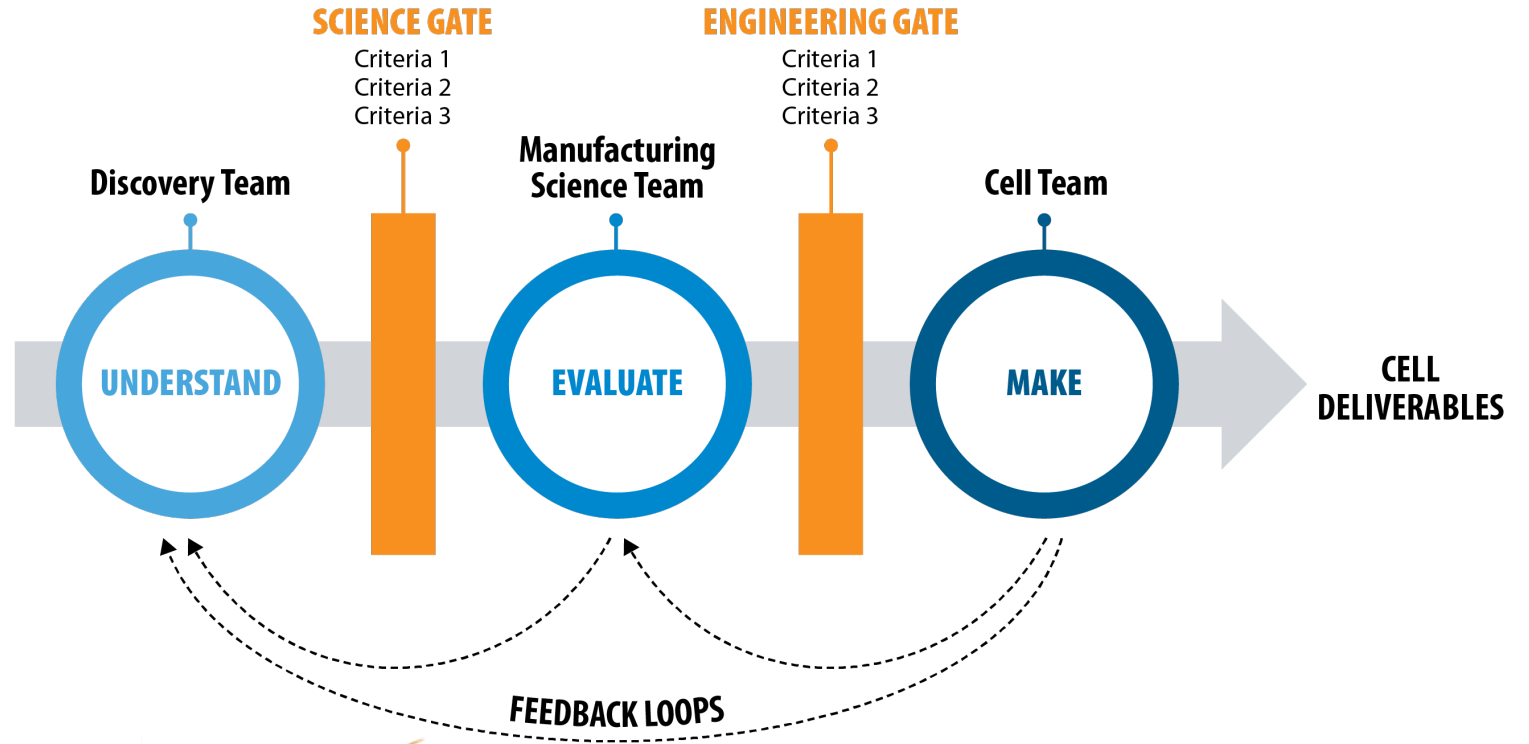 SCIENCE GATE
Criteria 1
Criteria 2
Criteria 3
ENGINEERING GATE
Criteria 1
Criteria 2
Criteria 3
Discovery Team
Manufacturing
Science Team
Cell Team
UNDERSTAND
EVALUATE
MAKE
CELL
DELIVERABLES
FEEDBACK LOOPS